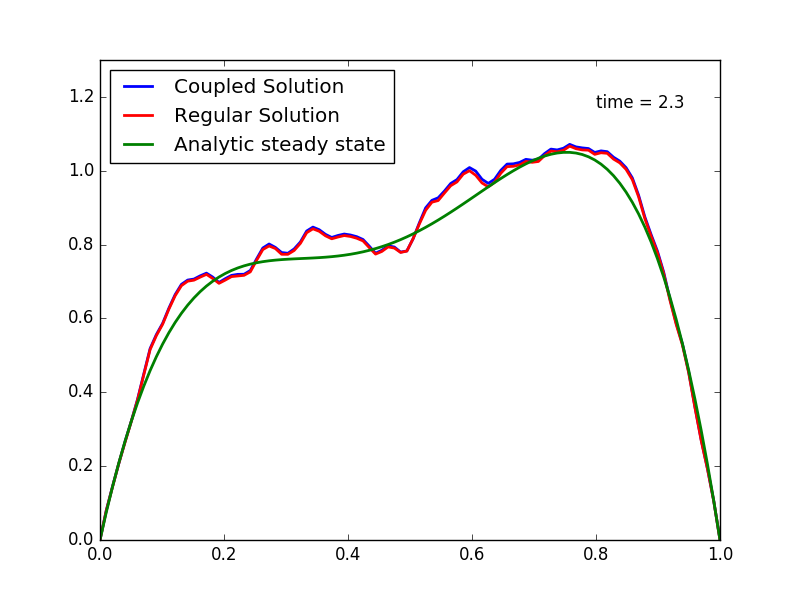 Coupled Solution
Regular Solution
Analytic steady state
time = 2.3
1.2
1.0
0.8
0.6
0.4
0.2
0.0
0.0 0.2 0.4 0.6 0.8 1.0